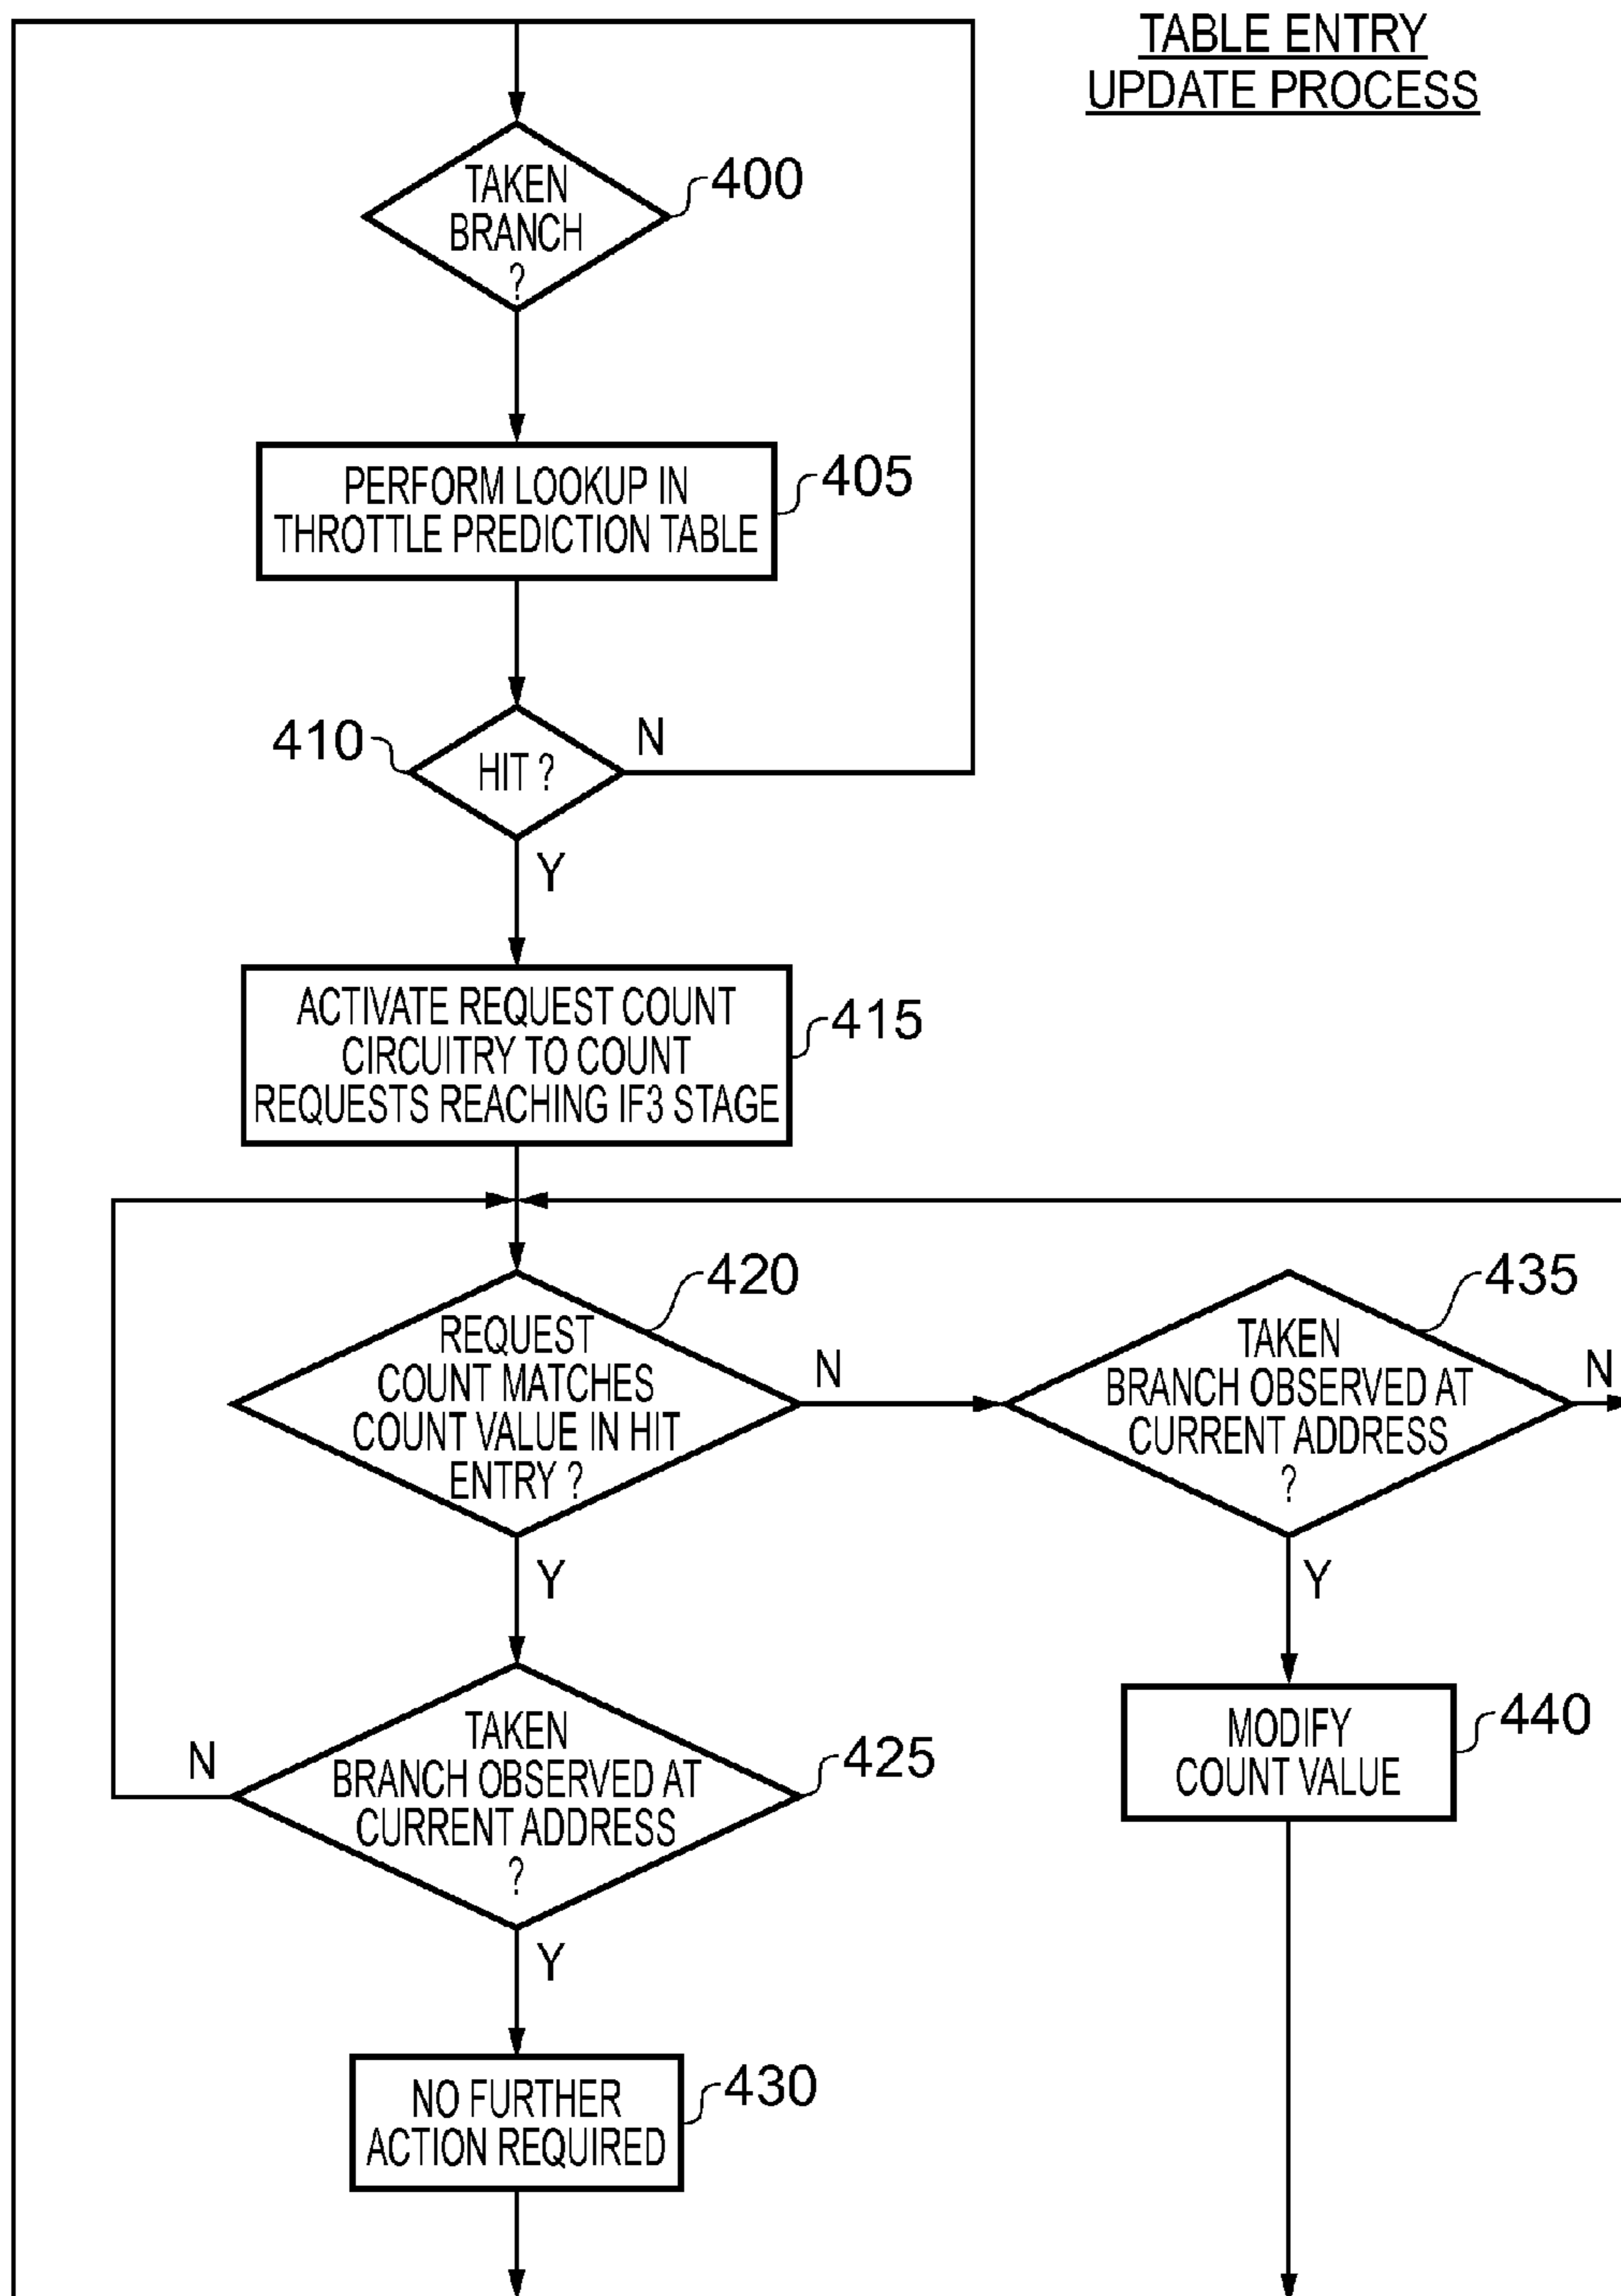 TABLE ENTRY
UPDATE PROCESS
TAKEN
BRANCH
?
400
PERFORM LOOKUP IN
THROTTLE PREDICTION TABLE
405
410
HIT ?
N
Y
ACTIVATE REQUEST COUNT
CIRCUITRY TO COUNT
REQUESTS REACHING IF3 STAGE
415
420
REQUEST
COUNT MATCHES
COUNT VALUE IN HIT
ENTRY ?
N
Y
435
TAKEN
BRANCH OBSERVED AT
CURRENT ADDRESS
?
N
Y
TAKEN
BRANCH OBSERVED AT
CURRENT ADDRESS
?
425
N
Y
MODIFY
COUNT VALUE
440
NO FURTHER
ACTION REQUIRED
430